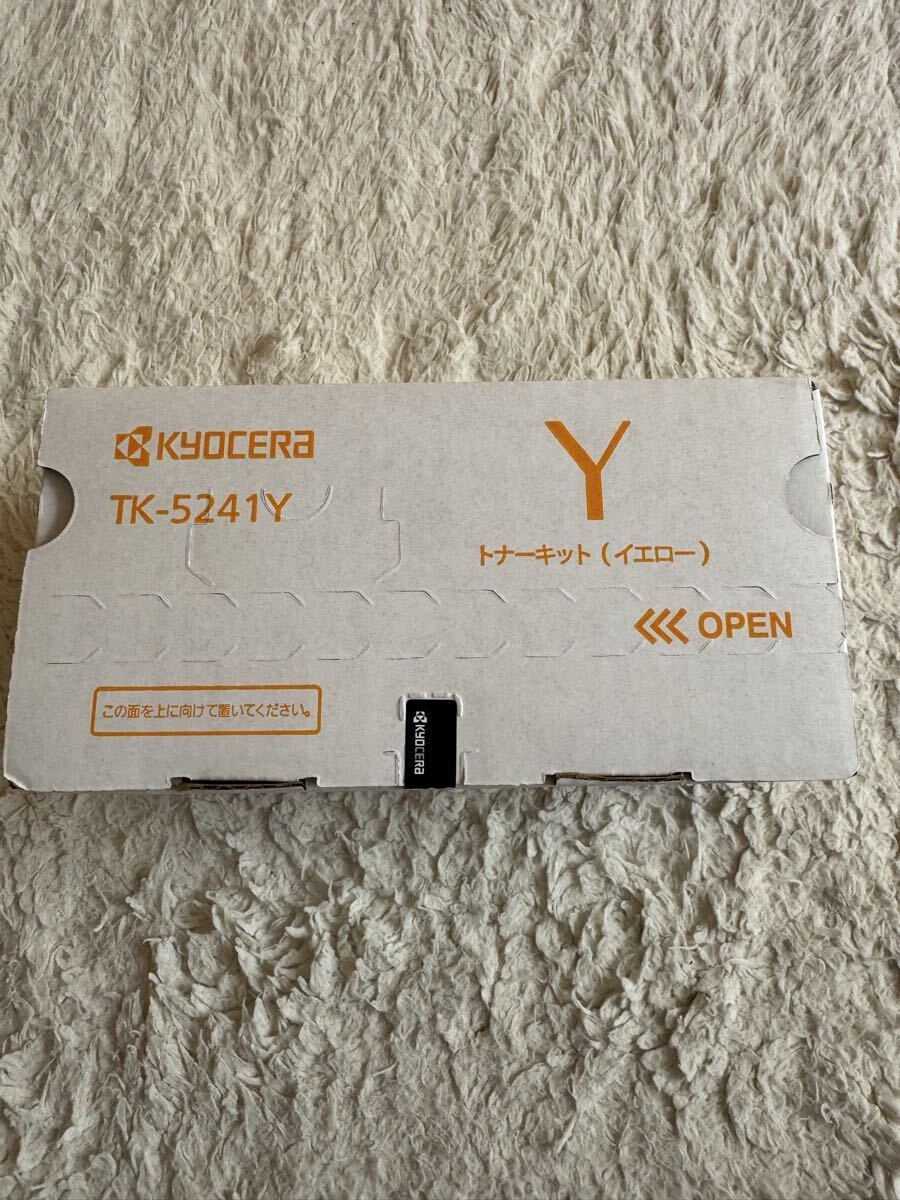 KYOCERA
TK-5241Y
Y
トナーキット(イエロー)
<<< OPEN
この面を上に向けて置いてください。
KYOCERA